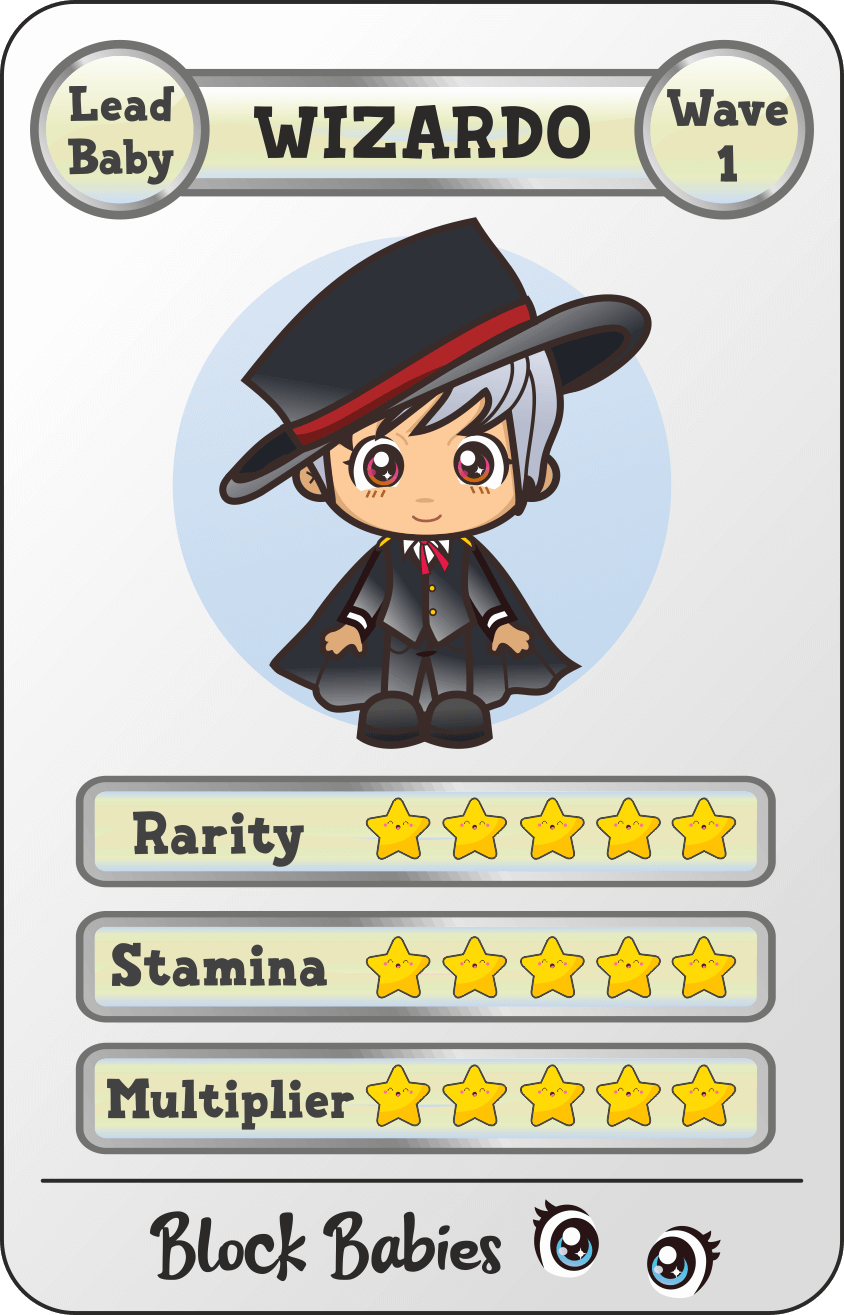 Lead
Baby
WIZARDO
Wave
1
Rarity
Stamina
Multiplier
Block Babies